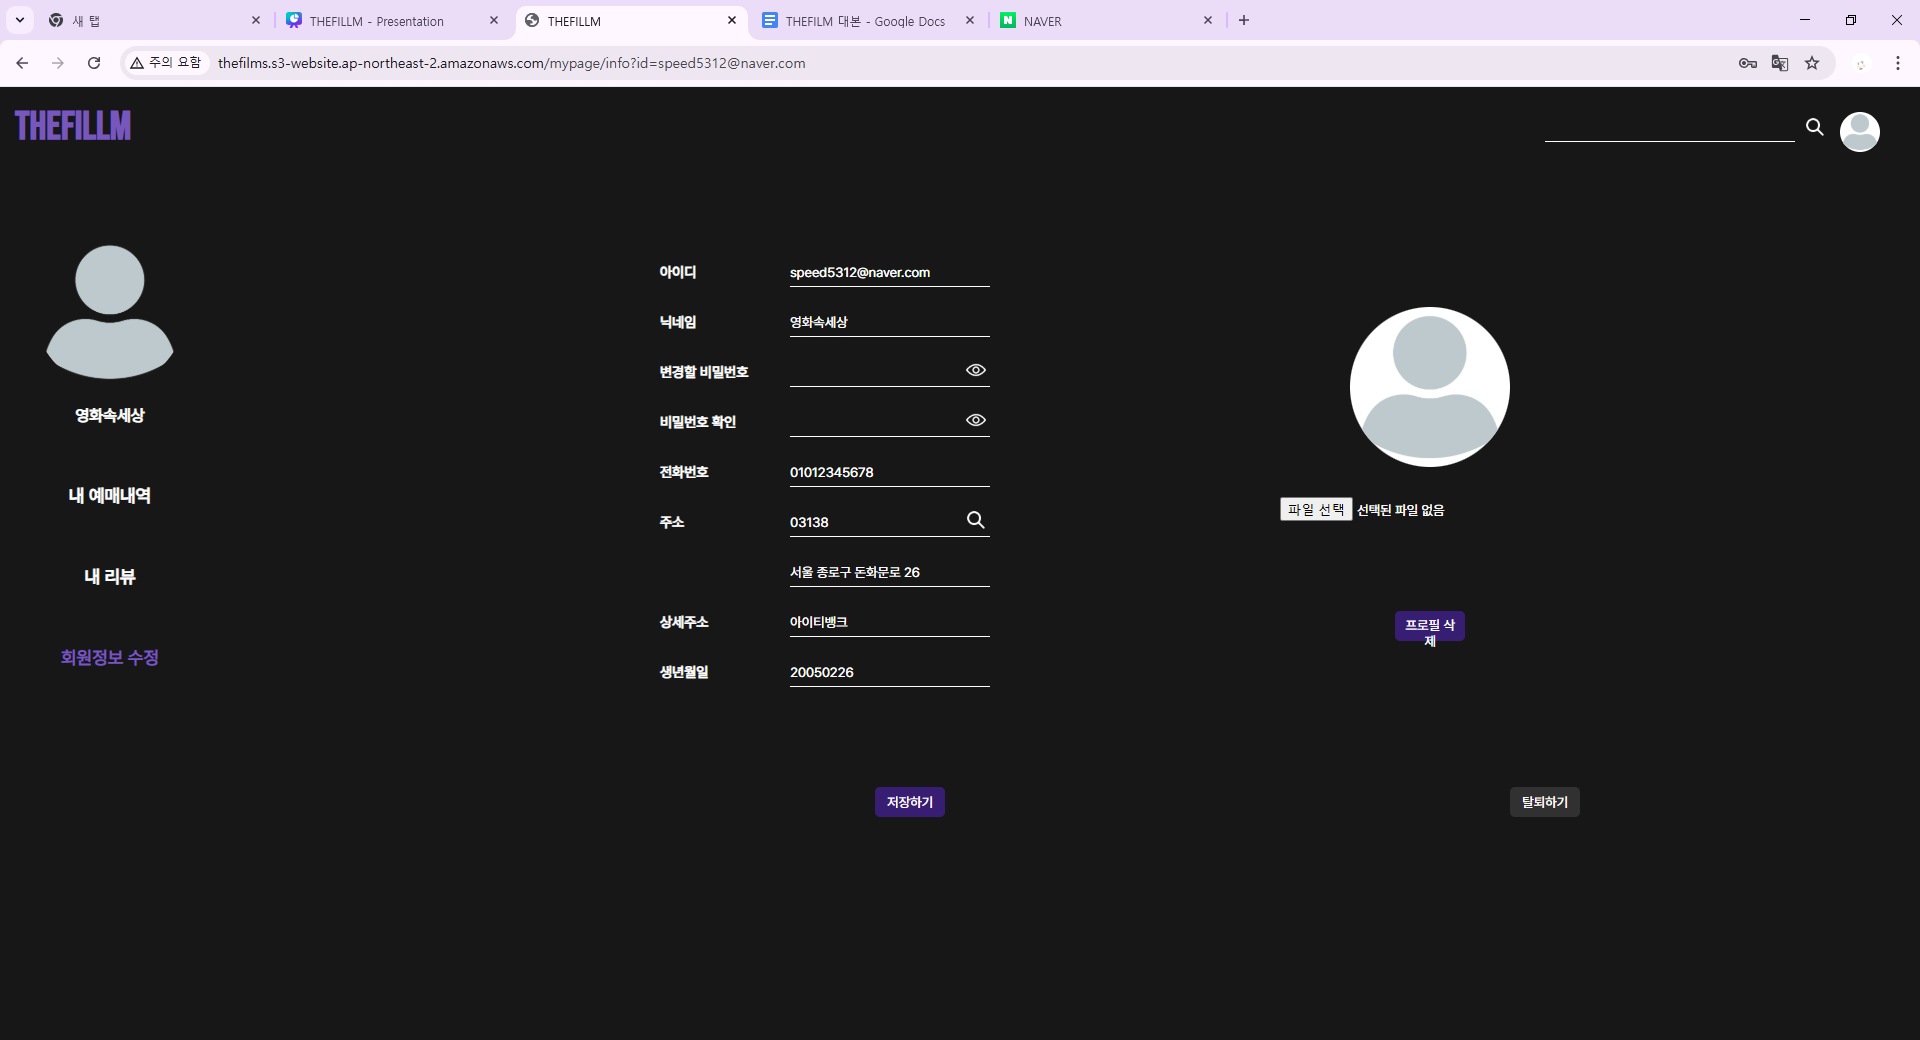 새 탭
THEFILLM - Presentation
THEFILLM
THEFILM 대본 - Google Docs
NAVER
주의 요함
thefilms.s3-website.ap-northeast-2.amazonaws.com/mypage/info?id=speed5312@naver.com
THEFILLM
영화속세상
내 예매내역
내 리뷰
회원정보 수정
아이디 speed5312@naver.com
닉네임 영화속세상
변경할 비밀번호
비밀번호 확인
전화번호 01012345678
주소 03138
서울 종로구 돈화문로 26
상세주소 아이티뱅크
생년월일 20050226
저장하기
파일 선택 선택된 파일 없음
프로필 삭
제
탈퇴하기